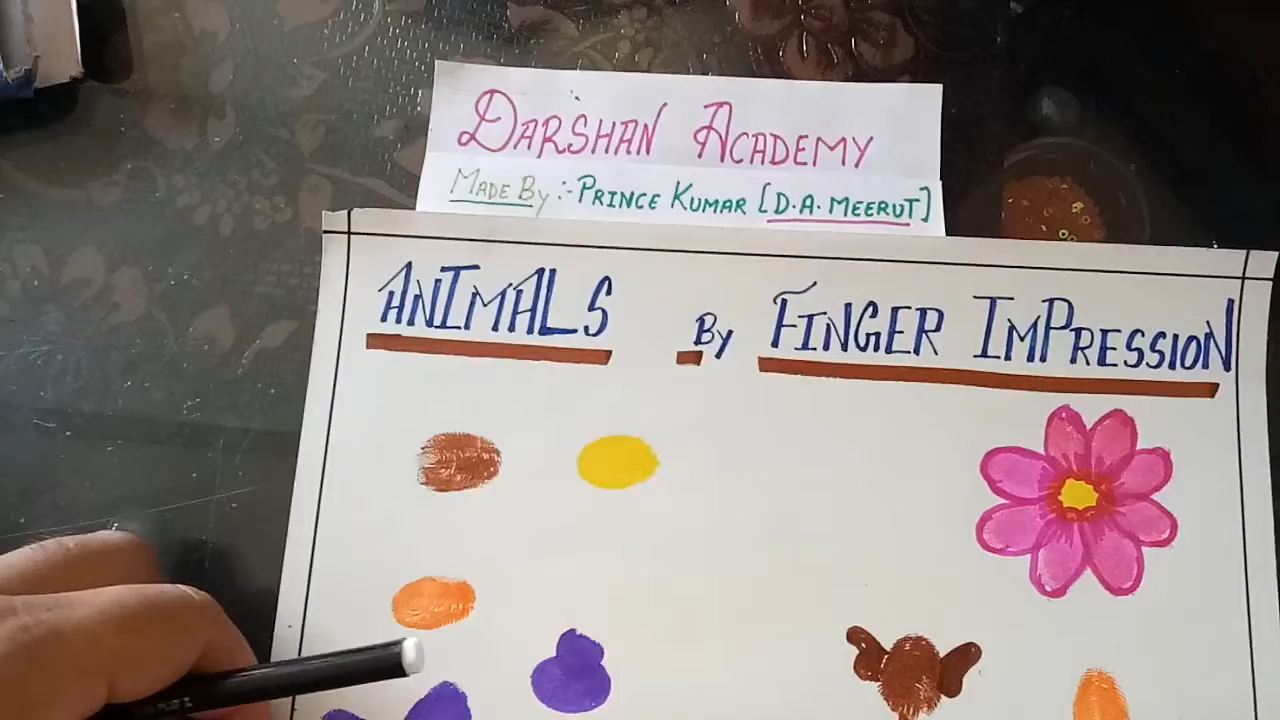 DARSHAN ACADEMY
MADE BY :- PRINCE KUMAR [D.A. MEERUT]
ANIMALS BY FINGER IMPRESSION